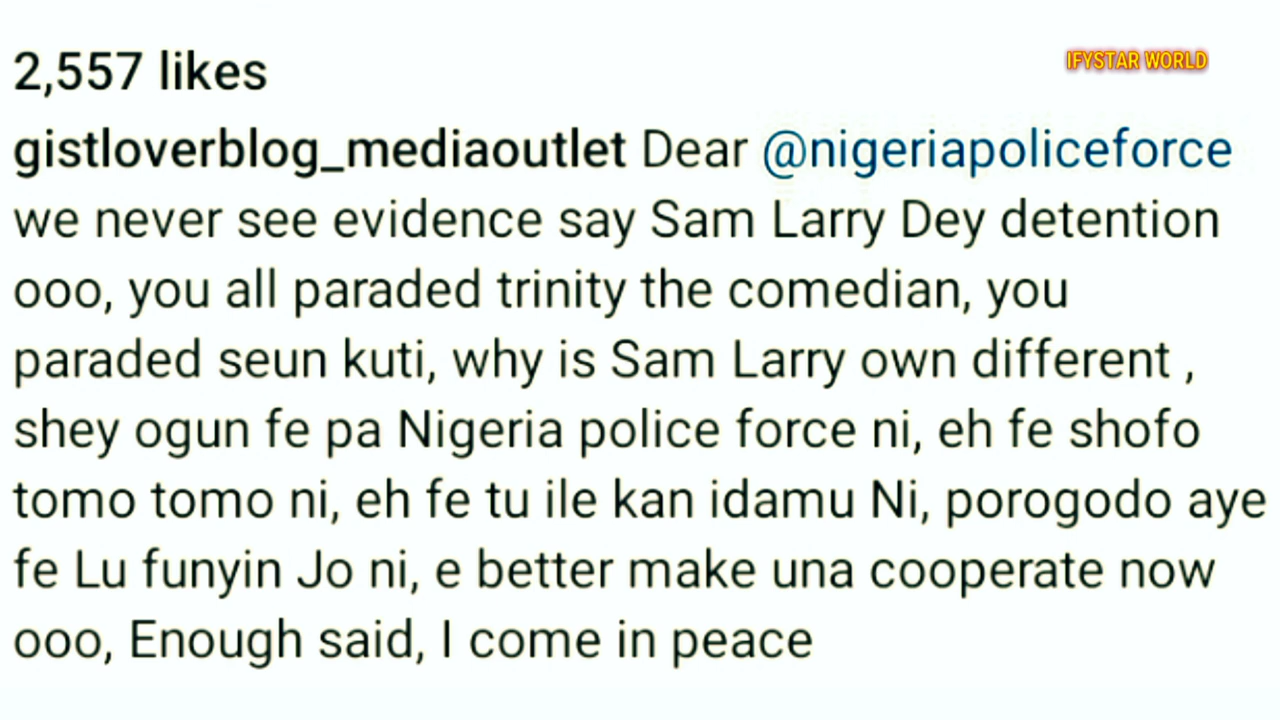 2,557 likes
IFYSTAR WORLD
gistloverblog_mediaoutlet Dear @nigeriapoliceforce
we never see evidence say Sam Larry Dey detention
ooo, you all paraded trinity the comedian, you
paraded seun kuti, why is Sam Larry own different ,
shey ogun fe pa Nigeria police force ni, eh fe shofo
tomo tomo ni, eh fe tu ile kan idamu Ni, porogodo aye
fe Lu funyin Jo ni, e better make una cooperate now
ooo, Enough said, I come in peace